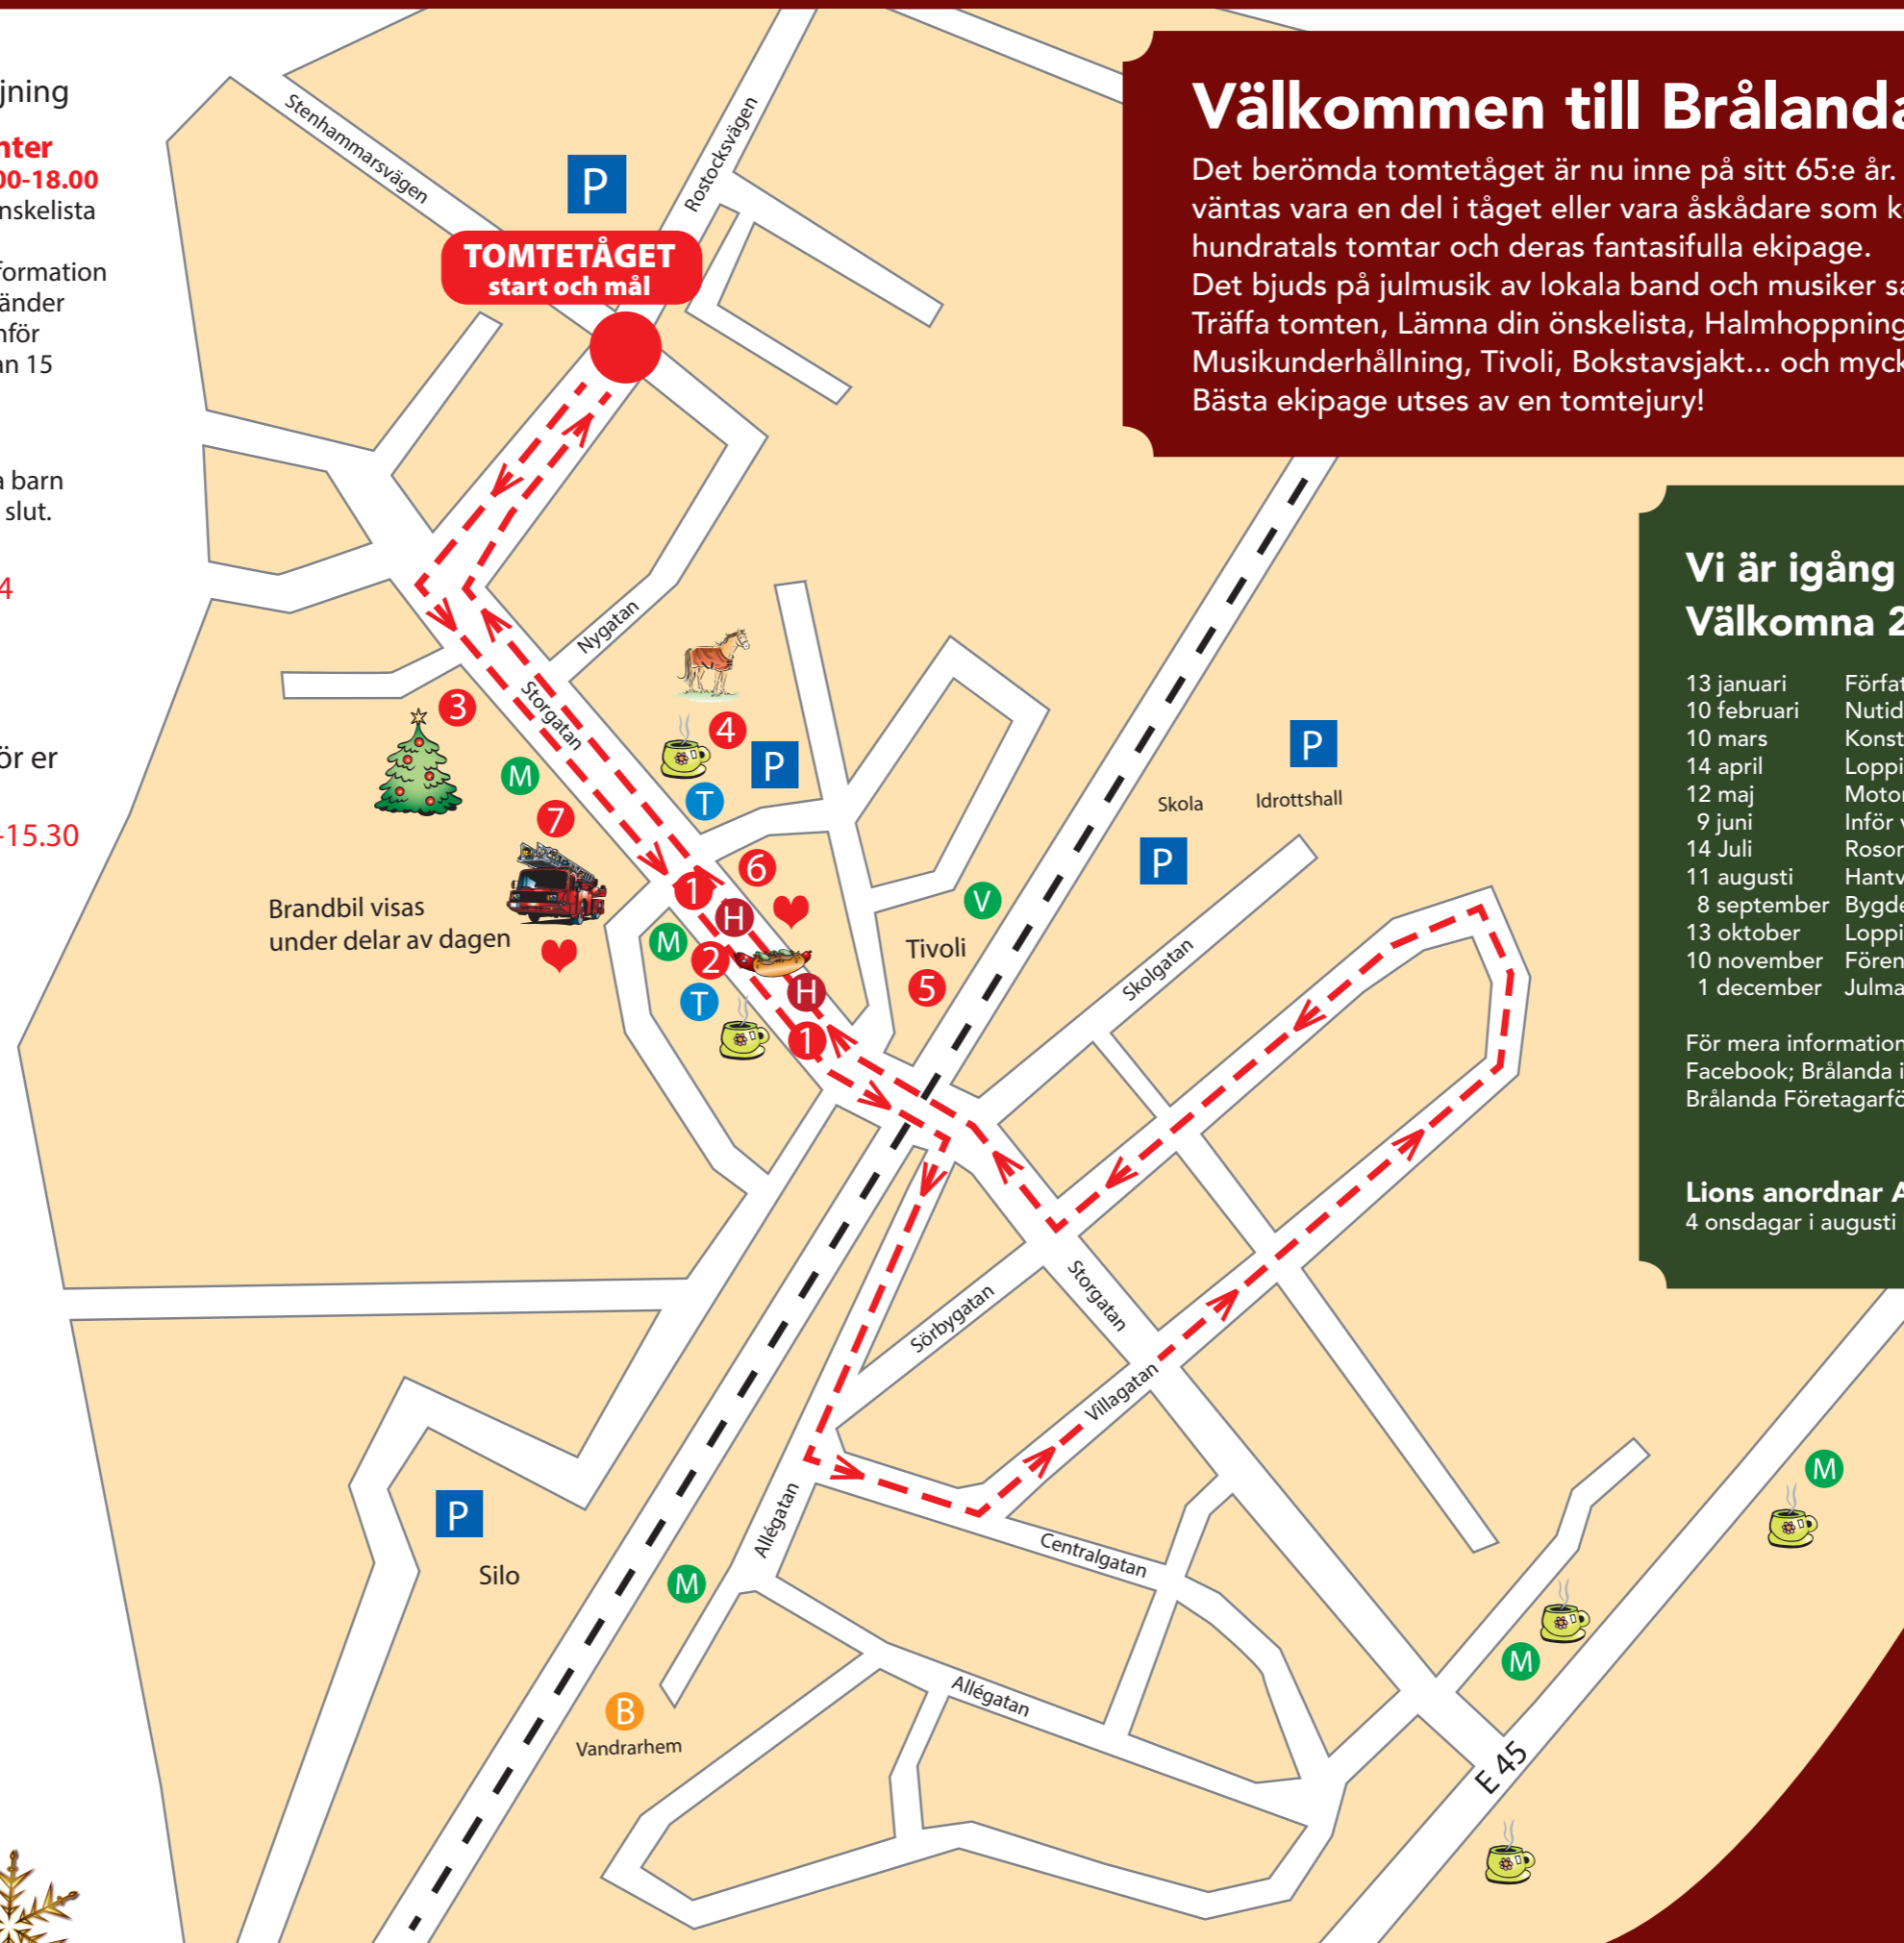 jning
nter
00-18.00
nskelista
formation
änder
nför
an 15
a barn
slut.
4
ör er
-15.30
Välkommen till Brålanda
Det berömda tomtetåget är nu inne på sitt 65:e år.
väntas vara en del i tåget eller vara åskådare som k
hundratals tomtar och deras fantasifulla ekipage.
Det bjuds på julmusik av lokala band och musiker sa
Träffa tomten, Lämna din önskelista, Halmhoppning
Musikunderhållning, Tivoli, Bokstavsjakt... och myck
Bästa ekipage utses av en tomtejury!
Vi är igång
Välkomna 2
13 januari Förfat
10 februari Nutid
10 mars Konst
14 april Loppi
12 maj Motor
9 juni Inför v
14 Juli Rosor
11 augusti Hantv
8 september Bygde
13 oktober Loppi
10 november Fören
1 december Julma
För mera information
Facebook; Brålanda i
Brålanda Företagarfö
Lions anordnar A
4 onsdagar i augusti
Stenhammarsvägen
P
Rostocksvägen
TOMTETÅGET
start och mål
Nygatan
Storgatan
3
4
P
M
T
7
6
1
H
M
2
T
H
1
Brandbil visas
under delar av dagen
V
Tivoli
5
P
Skola
Idrottshall
P
Skolgatan
Storgatan
Sörbygatan
Villagatan
Allégatan
Centralgatan
P
Silo
M
M
M
Allégatan
B
Vandrarhem
E 45